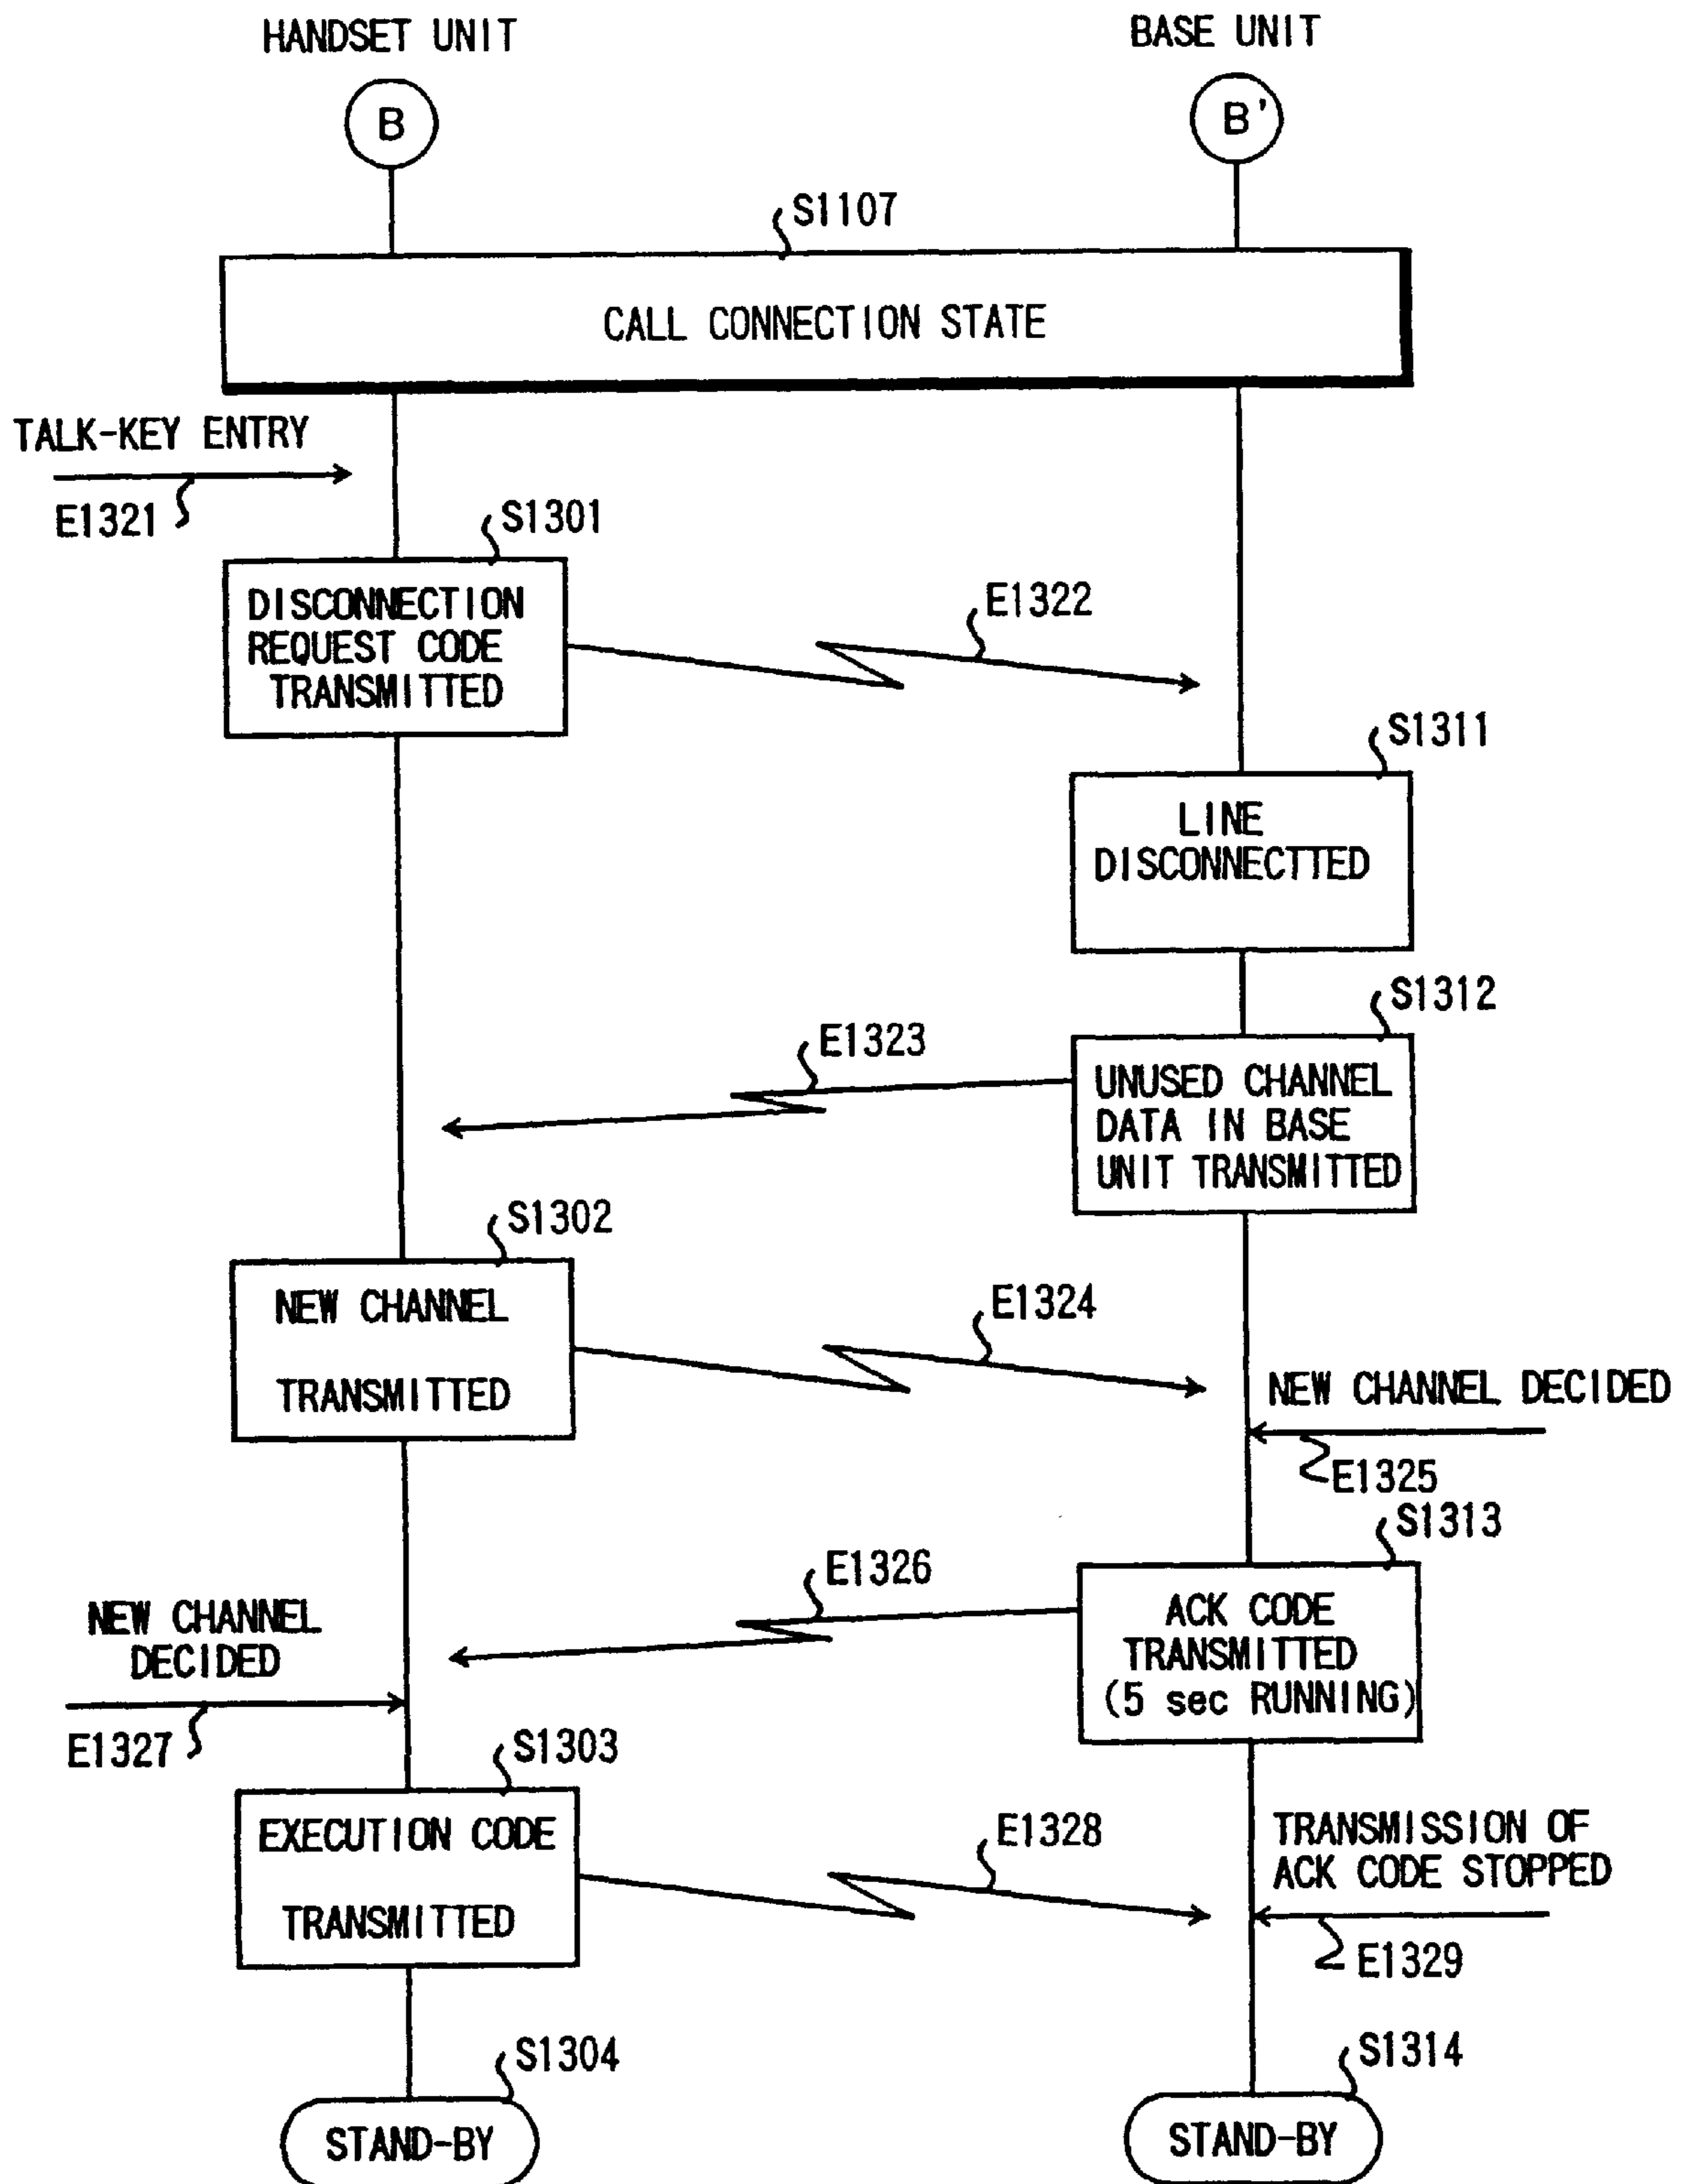 HANDSET UNIT
BASE UNIT
B
B'
S1107
CALL CONNECTION STATE
TALK-KEY ENTRY
E1321
S1301
DISCONNECTION
REQUEST CODE
TRANSMITTED
E1322
S1311
LINE
DISCONNECTTED
S1312
E1323
UNUSED CHANNEL
DATA IN BASE
UNIT TRANSMITTED
S1302
NEW CHANNEL
TRANSMITTED
E1324
NEW CHANNEL DECIDED
E1325
S1313
E1326
ACK CODE
TRANSMITTED
(5 sec RUNNING)
NEW CHANNEL
DECIDED
E1327
S1303
EXECUTION CODE
TRANSMITTED
E1328
TRANSMISSION OF
ACK CODE STOPPED
E1329
S1304
S1314
STAND-BY
STAND-BY